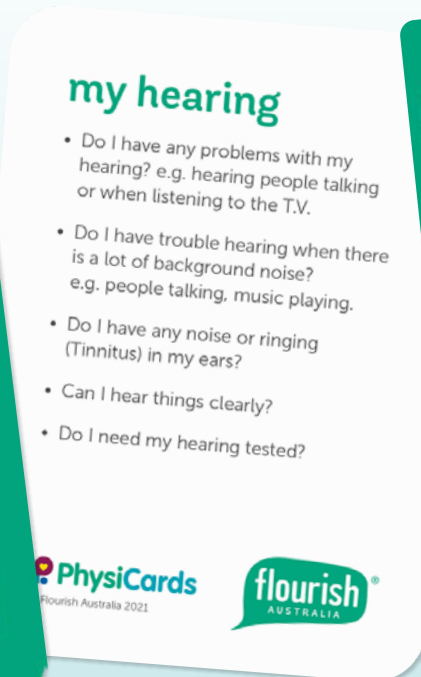 my hearing
• Do I have any problems with my
hearing? e.g. hearing people talking
or when listening to the T.V.
• Do I have trouble hearing when there
is a lot of background noise?
e.g. people talking, music playing.
• Do I have any noise or ringing
(Tinnitus) in my ears?
• Can I hear things clearly?
• Do I need my hearing tested?
PhysiCards
Flourish Australia 2021
flourish®
AUSTRALIA